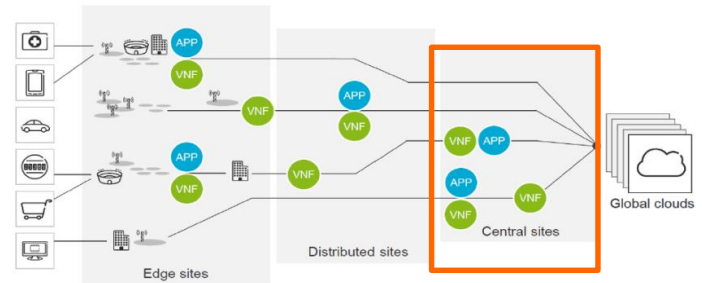 APP
VNF
APP
VNF
VNF
APP
VNF
VNF
VNF APP
APP
VNF
VNF
Global clouds
Central sites
Distributed sites
Edge sites